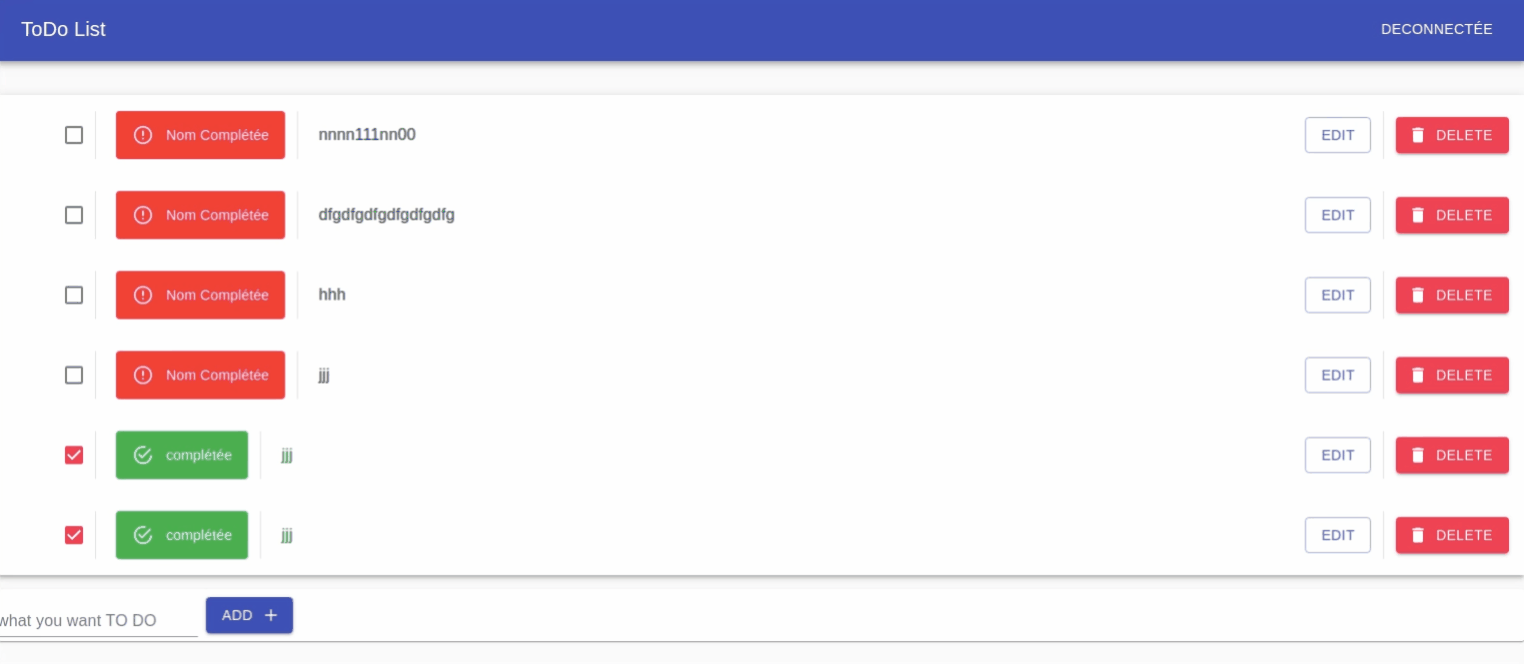 ToDo List DECONNECTÉE
Nom Complétée nnnn111nn00 EDIT DELETE
Nom Complétée dfgdfgdfgdfgdfgdfg EDIT DELETE
Nom Complétée hhh EDIT DELETE
Nom Complétée jjj EDIT DELETE
complétée jjj EDIT DELETE
complétée jjj EDIT DELETE
what you want TO DO ADD +